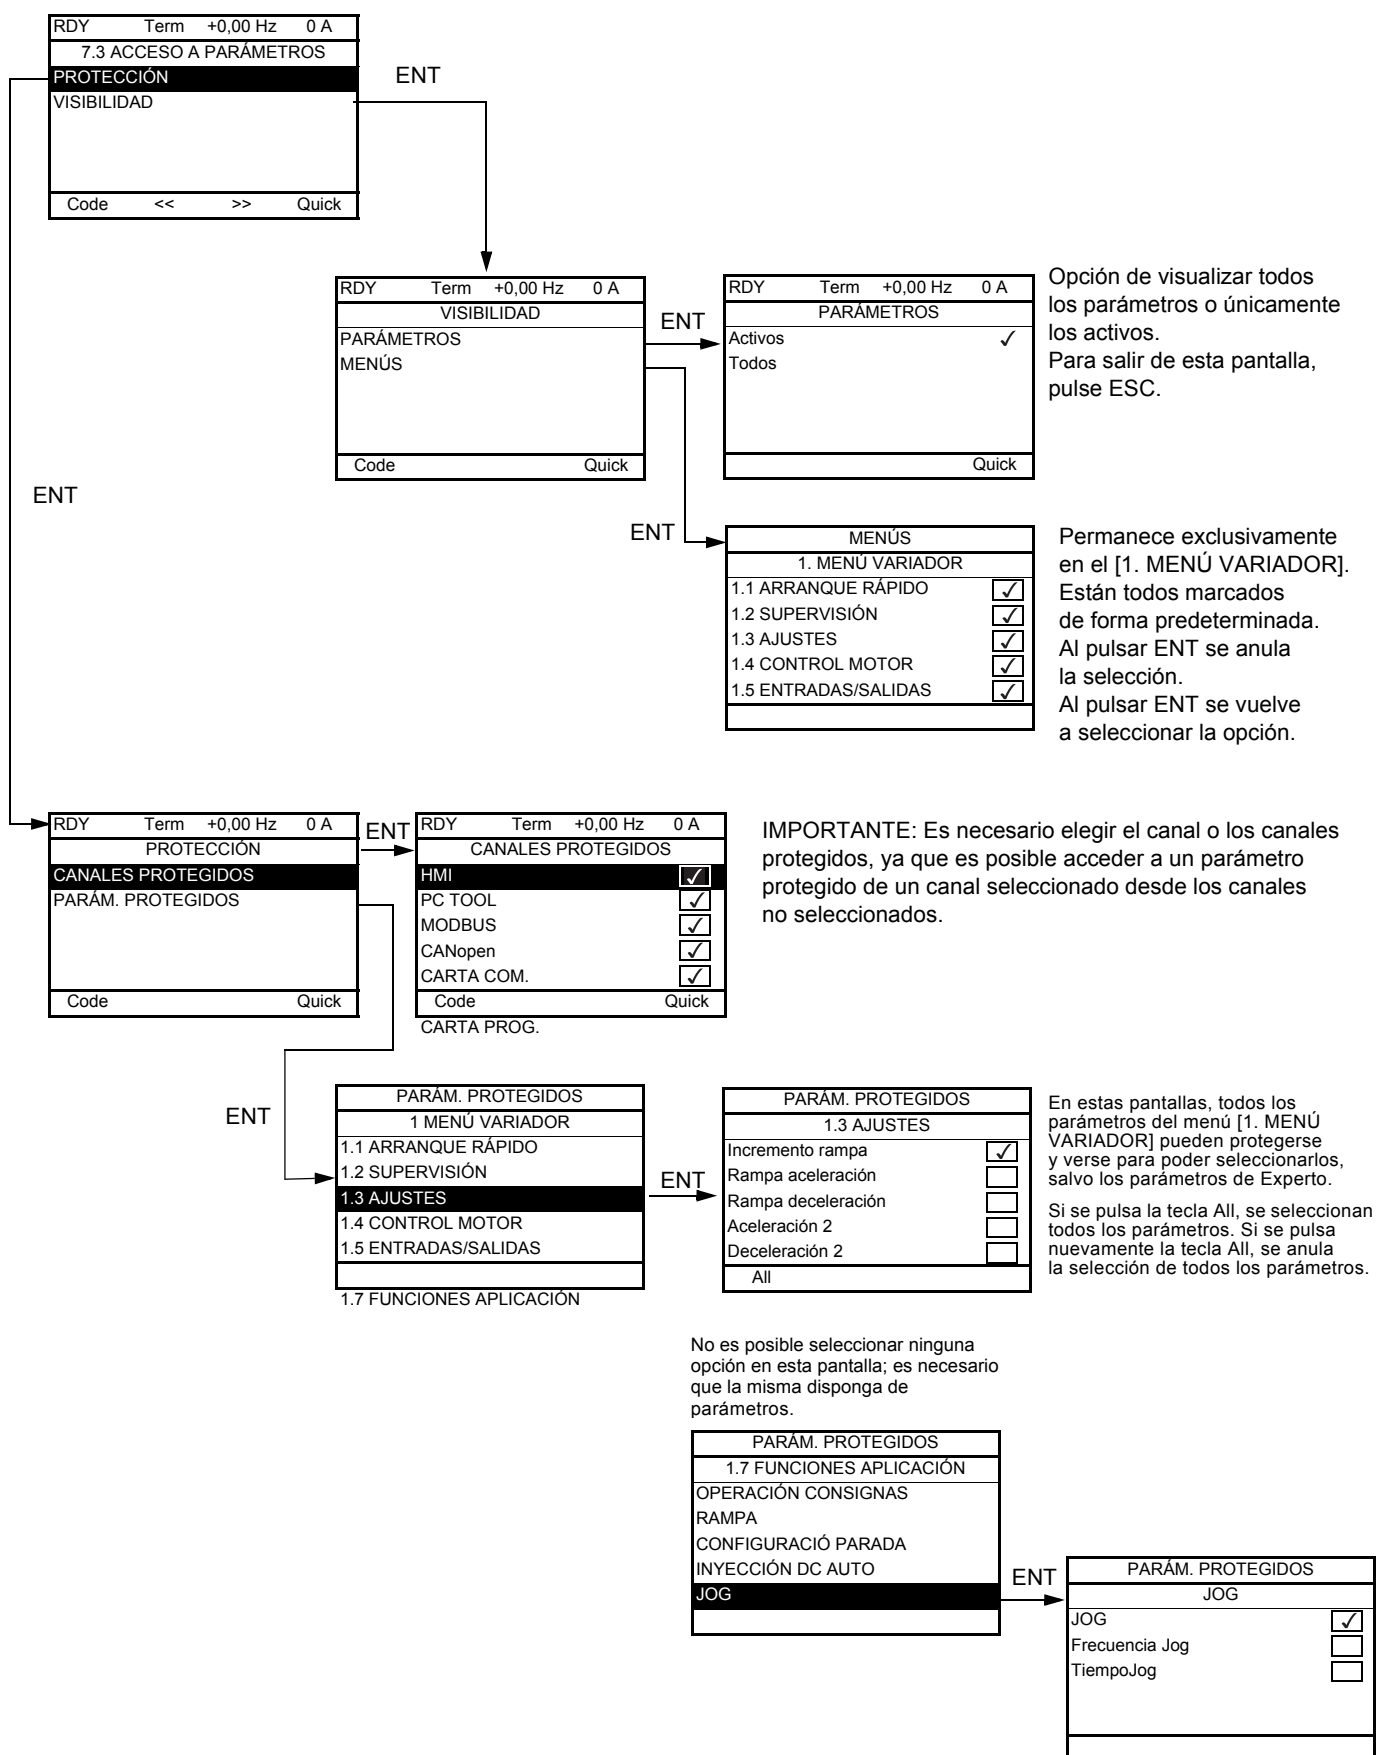 RDY Term +0,00 Hz 0 A
7.3 ACCESO A PARÁMETROS
PROTECCIÓN
VISIBILIDAD
Code << >> Quick
ENT
RDY Term +0,00 Hz 0 A
VISIBILIDAD
PARÁMETROS
MENÚS
Code Quick
ENT
RDY Term +0,00 Hz 0 A
PARÁMETROS
Activos ✓
Todos
Quick
Opción de visualizar todos
los parámetros o únicamente
los activos.
Para salir de esta pantalla,
pulse ESC.
ENT
ENT
MENÚS
1. MENÚ VARIADOR
1.1 ARRANQUE RÁPIDO ✓
1.2 SUPERVISIÓN ✓
1.3 AJUSTES ✓
1.4 CONTROL MOTOR ✓
1.5 ENTRADAS/SALIDAS ✓
Permanece exclusivamente
en el [1. MENÚ VARIADOR].
Están todos marcados
de forma predeterminada.
Al pulsar ENT se anula
la selección.
Al pulsar ENT se vuelve
a seleccionar la opción.
RDY Term +0,00 Hz 0 A
PROTECCIÓN
CANALES PROTEGIDOS
PARÁM. PROTEGIDOS
Code Quick
ENT
RDY Term +0,00 Hz 0 A
CANALES PROTEGIDOS
HMI ✓
PC TOOL ✓
MODBUS ✓
CANopen ✓
CARTA COM. ✓
Code Quick
CARTA PROG.
IMPORTANTE: Es necesario elegir el canal o los canales
protegidos, ya que es posible acceder a un parámetro
protegido de un canal seleccionado desde los canales
no seleccionados.
ENT
PARÁM. PROTEGIDOS
1 MENÚ VARIADOR
1.1 ARRANQUE RÁPIDO
1.2 SUPERVISIÓN
1.3 AJUSTES
1.4 CONTROL MOTOR
1.5 ENTRADAS/SALIDAS
1.7 FUNCIONES APLICACIÓN
ENT
PARÁM. PROTEGIDOS
1.3 AJUSTES
Incremento rampa ✓
Rampa aceleración
Rampa deceleración
Aceleración 2
Deceleración 2
All
En estas pantallas, todos los
parámetros del menú [1. MENÚ
VARIADOR] pueden protegerse
y verse para poder seleccionarlos,
salvo los parámetros de Experto.
Si se pulsa la tecla All, se seleccionan
todos los parámetros. Si se pulsa
nuevamente la tecla All, se anula
la selección de todos los parámetros.
No es posible seleccionar ninguna
opción en esta pantalla; es necesario
que la misma disponga de
parámetros.
PARÁM. PROTEGIDOS
1.7 FUNCIONES APLICACIÓN
OPERACIÓN CONSIGNAS
RAMPA
CONFIGURACIÓ PARADA
INYECCIÓN DC AUTO
JOG
ENT
PARÁM. PROTEGIDOS
JOG
JOG ✓
Frecuencia Jog
TiempoJog